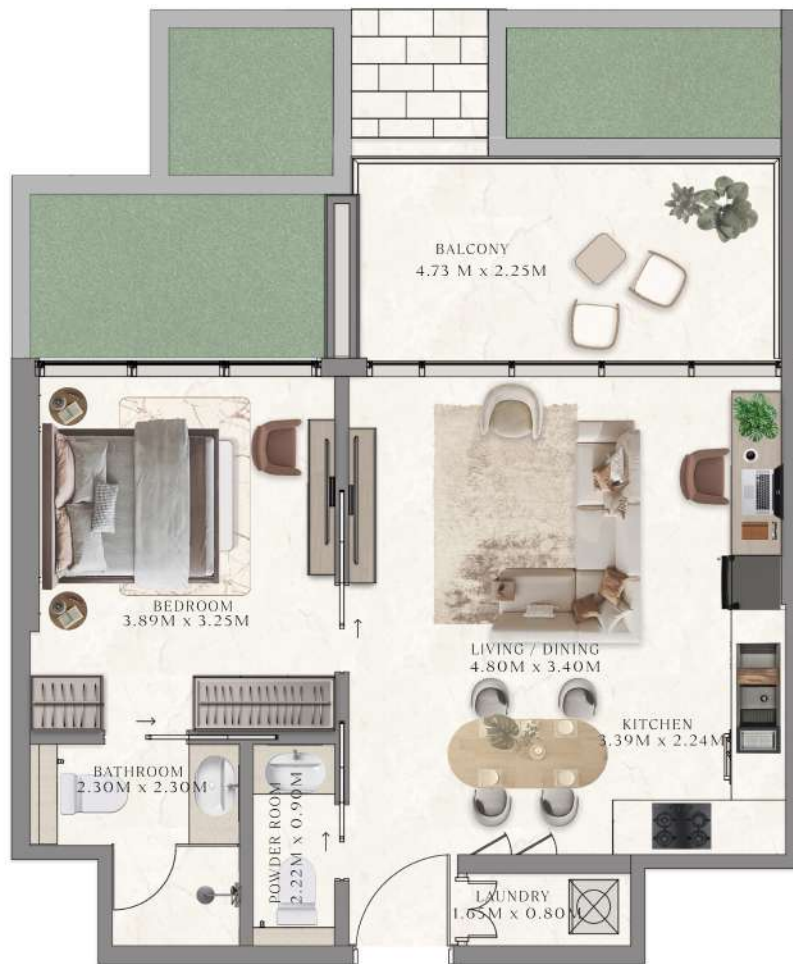 BALCONY
4.73 M x 2.25M
BEDROOM
3.89M x 3.25M
LIVING / DINING
4.80M x 3.40M
KITCHEN
3.39M x 2.24M
BATHROOM
2.30M x 2.30M
POWDER ROOM
2.22M x 0.90M
LAUNDRY
1.65M x 0.80M